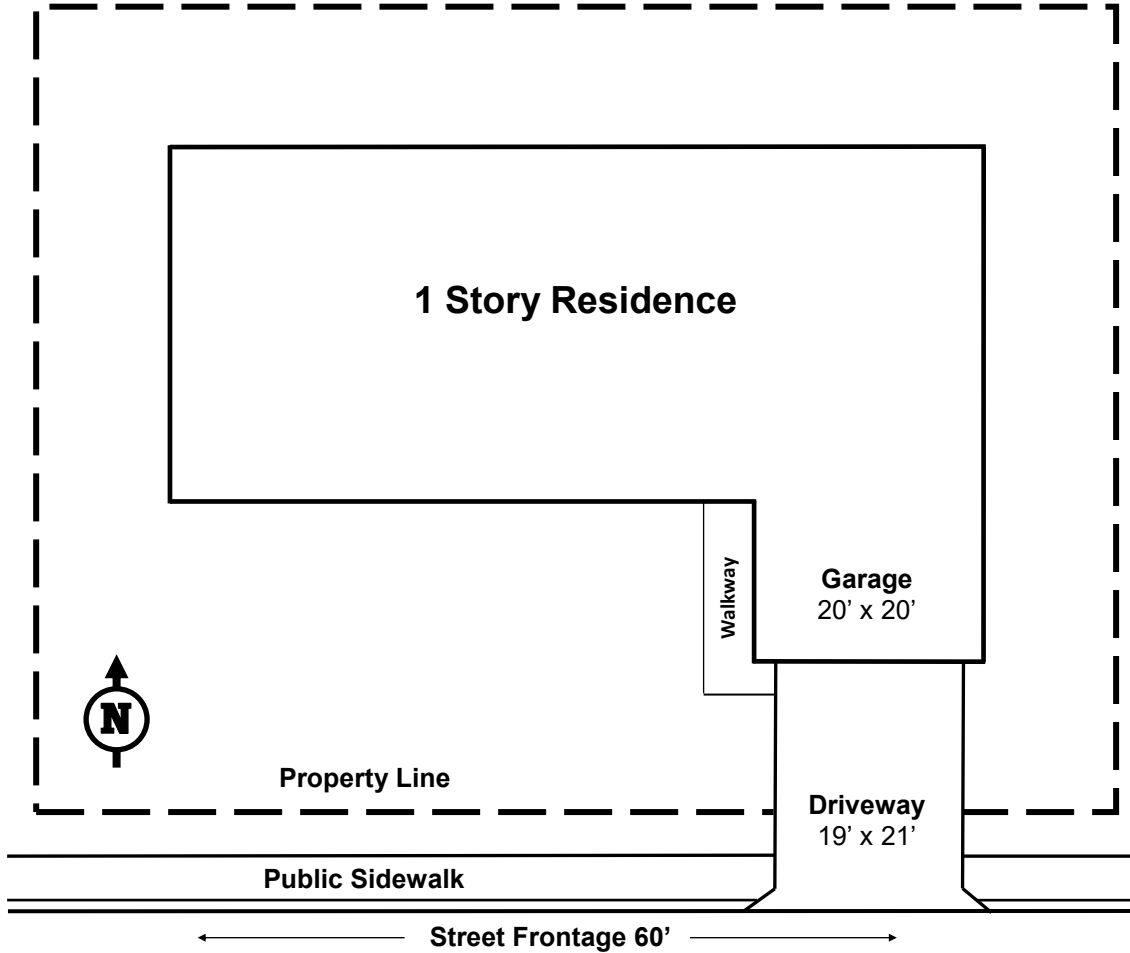 1 Story Residence
Garage
20’ x 20’
Walkway
N
Property Line
Driveway
19’ x 21’
Public Sidewalk
Street Frontage 60’